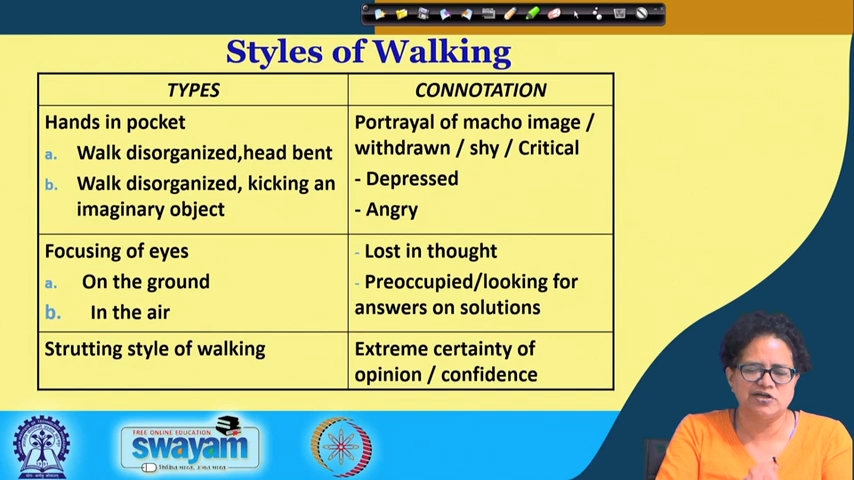 Styles of Walking
TYPES
CONNOTATION
Hands in pocket
a. Walk disorganized,head bent
b. Walk disorganized, kicking an
imaginary object
Portrayal of macho image /
withdrawn / shy / Critical
- Depressed
- Angry
Focusing of eyes
a. On the ground
b. In the air
- Lost in thought
- Preoccupied/looking for
answers on solutions
Strutting style of walking
Extreme certainty of
opinion / confidence
FREE ONLINE EDUCATION
swayam